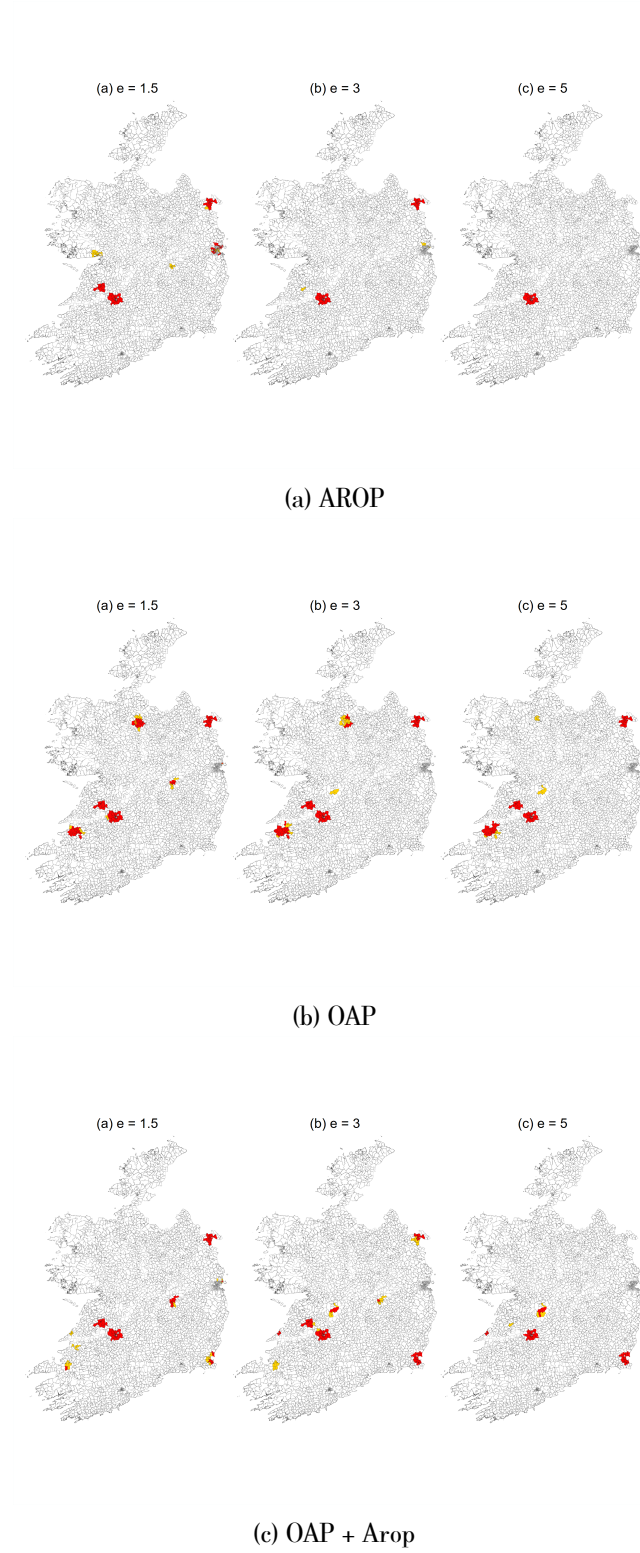 (a) e = 1.5 (b) e = 3 (c) e = 5
(a) AROP
(a) e = 1.5 (b) e = 3 (c) e = 5
(b) OAP
(a) e = 1.5 (b) e = 3 (c) e = 5
(c) OAP + Arop